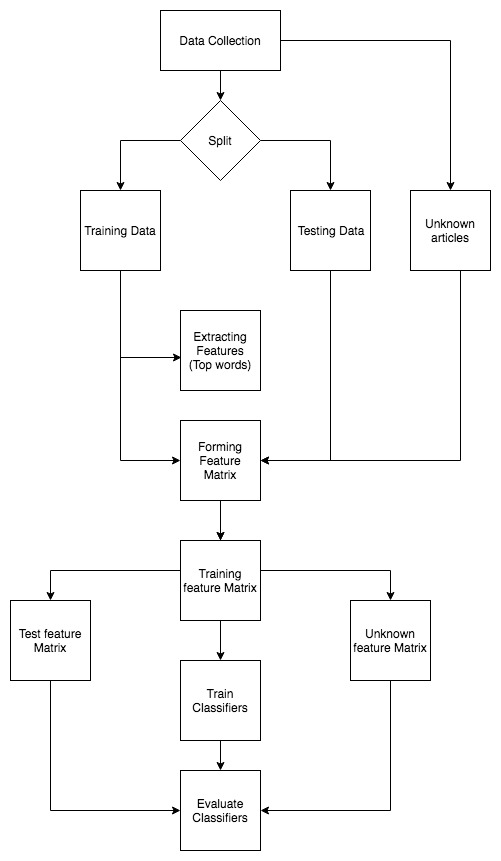 Data Collection
Split
Training Data
Testing Data
Unknown
articles
Extracting
Features
(Top words)
Forming
Feature
Matrix
Training
feature Matrix
Test feature
Matrix
Unknown
feature Matrix
Train
Classifiers
Evaluate
Classifiers